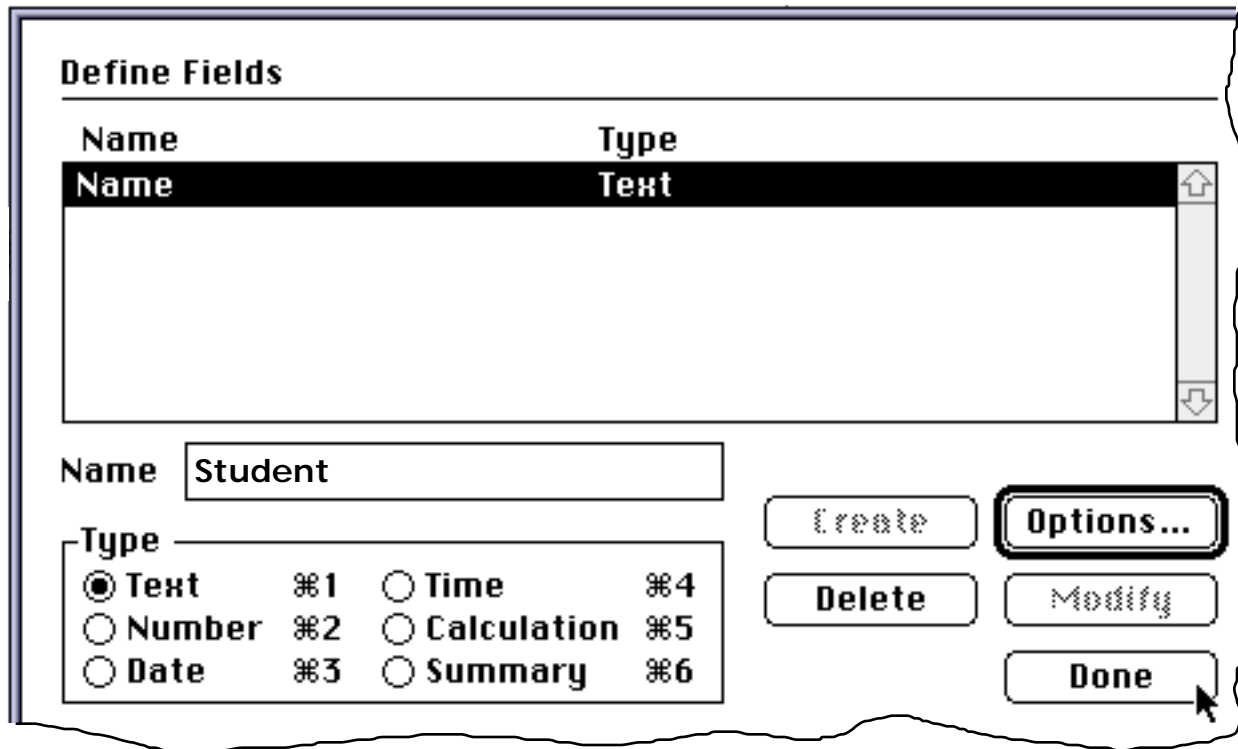 Define Fields
Name Type
Name Text
Name Student
Create Options...
Type
Text ⌘1 Time ⌘4
Delete Modify
Number ⌘2 Calculation ⌘5
Date ⌘3 Summary ⌘6
Done